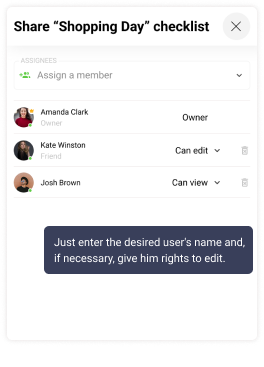 Share “Shopping Day” checklist
ASSIGNEES
Assign a member
Amanda Clark
Owner
Owner
Kate Winston
Friend
Can edit
Josh Brown
Can view
Just enter the desired user's name and,
if necessary, give him rights to edit.